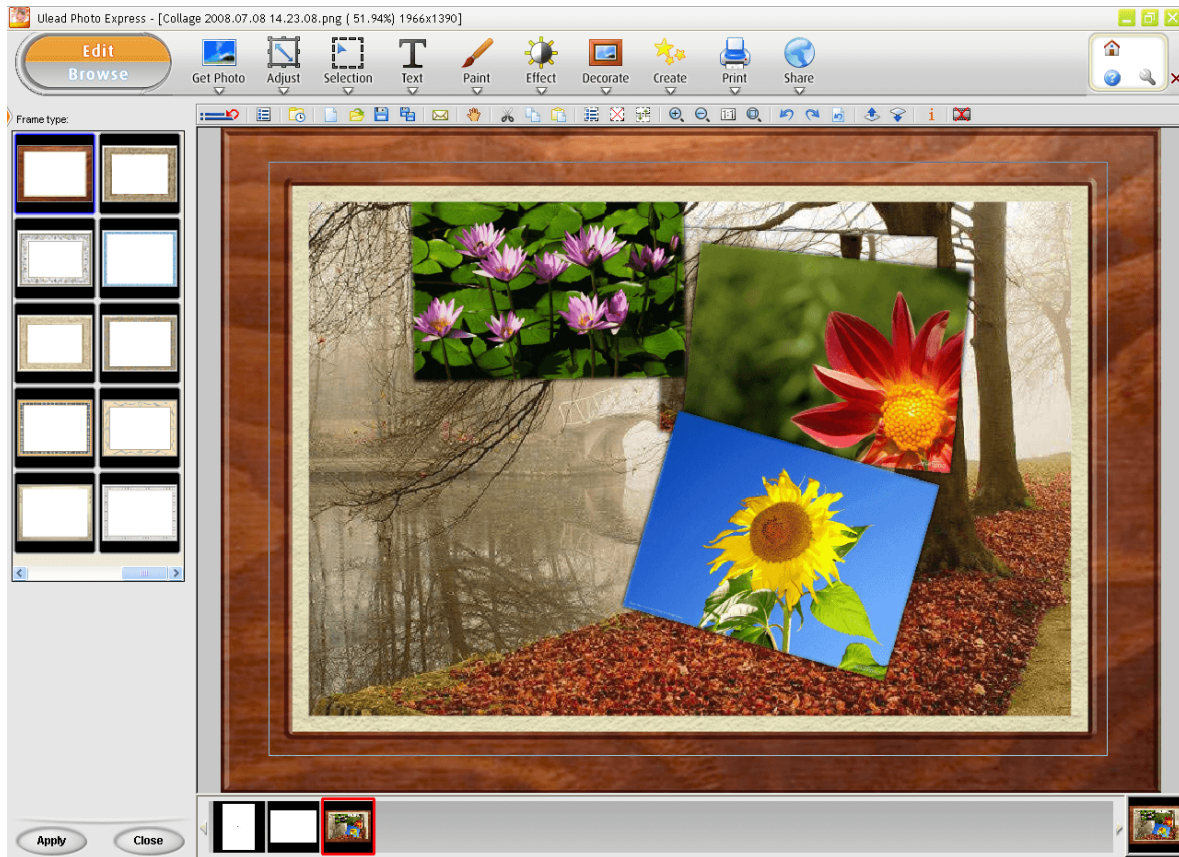 Ulead Photo Express - [Collage 2008.07.08 14.23.08.png ( 51.94%) 1966x1390]
Edit
Browse
Get Photo
Adjust
Selection
Text
Paint
Effect
Decorate
Create
Print
Share
Frame type:
Apply
Close